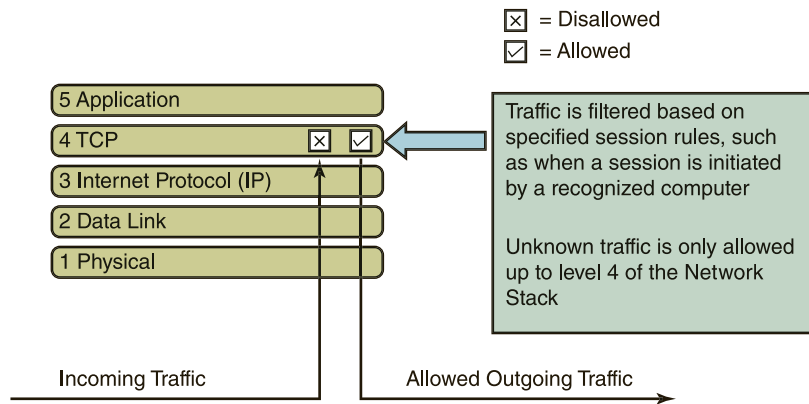 = Disallowed
= Allowed
5 Application
4 TCP
3 Internet Protocol (IP)
2 Data Link
1 Physical
Traffic is filtered based on
specified session rules, such
as when a session is initiated
by a recognized computer
Unknown traffic is only allowed
up to level 4 of the Network
Stack
Incoming Traffic
Allowed Outgoing Traffic